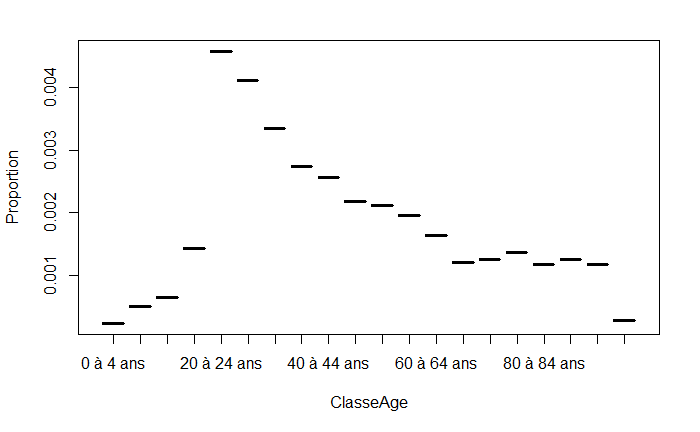 Proportion
0.004
0.003
0.002
0.001
0 à 4 ans 20 à 24 ans 40 à 44 ans 60 à 64 ans 80 à 84 ans
ClasseAge